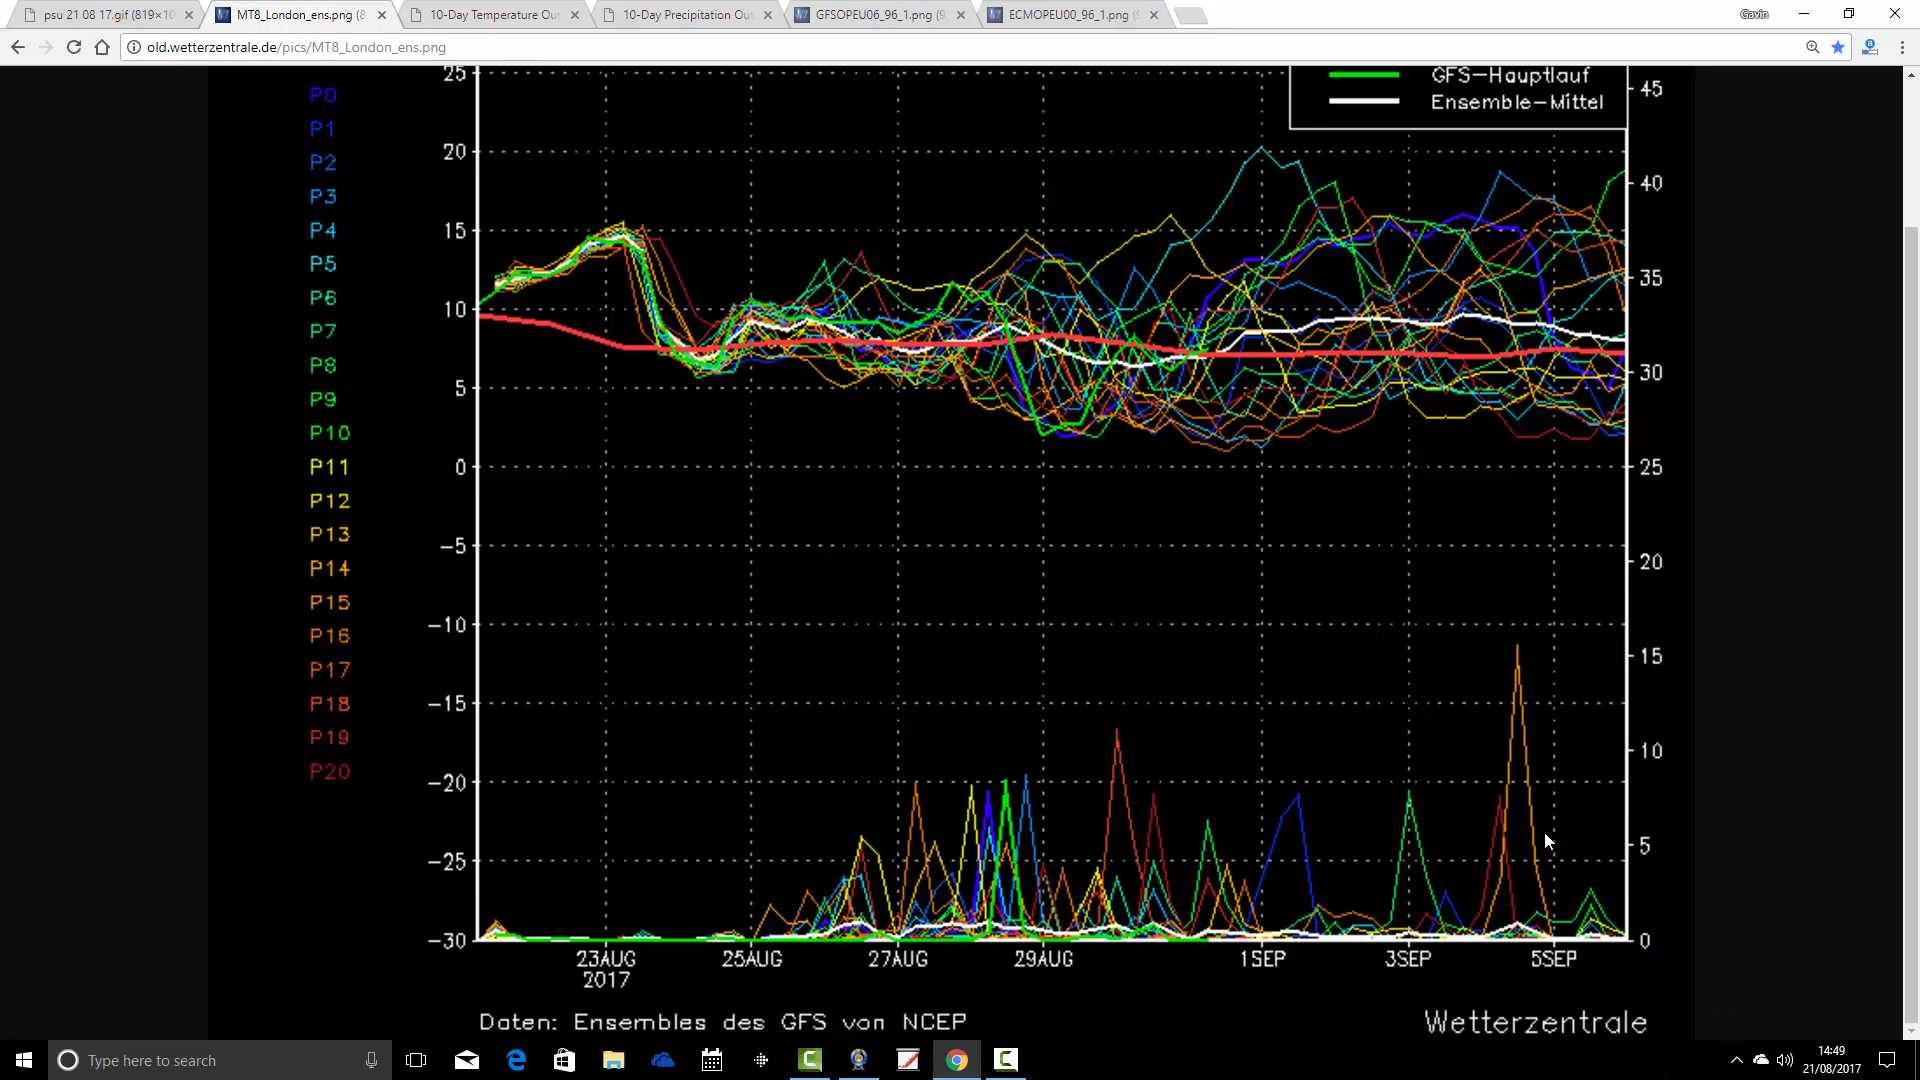 psu 21 08 17.gif (819×10
MT8_London_ens.png (8
10-Day Temperature Out
10-Day Precipitation Out
GFSOPEU06_96_1.png (9
ECMOPEU00_96_1.png (9
Gavin
old.wetterzentrale.de/pics/MT8_London_ens.png
GFS-Hauptlauf
Ensemble-Mittel
P0
P1
P2
P3
P4
P5
P6
P7
P8
P9
P10
P11
P12
P13
P14
P15
P16
P17
P18
P19
P20
25
20
15
10
5
0
-5
-10
-15
-20
-25
-30
45
40
35
30
25
20
15
10
5
0
23AUG 25AUG 27AUG 29AUG 1SEP 3SEP 5SEP
2017
Daten: Ensembles des GFS von NCEP
Wetterzentrale
Type here to search
14:49
21/08/2017